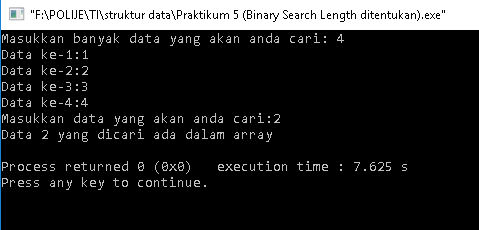 "F:\POLIJE\TI\struktur data\Praktikum 5 (Binary Search Length ditentukan).exe"
Masukkan banyak data yang akan anda cari: 4
Data ke-1:1
Data ke-2:2
Data ke-3:3
Data ke-4:4
Masukkan data yang akan anda cari:2
Data 2 yang dicari ada dalam array
Process returned 0 (0x0)   execution time : 7.625 s
Press any key to continue.